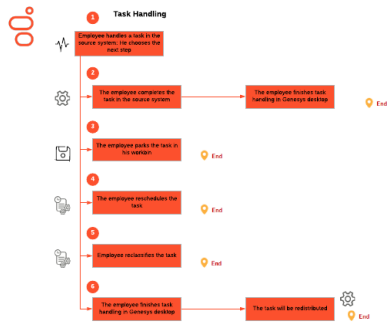 Task Handling
1
Employee handles a task in the
source system. He chooses the
next step
2
The employee completes the
task in the source system
The employee finishes task
handling in Genesys desktop
End
3
The employee parks the task in
his workbin
End
4
The employee reschedules the
task
End
5
Employee reclassifies the task
End
6
The employee finishes task
handling in Genesys desktop
The task will be redistributed
End